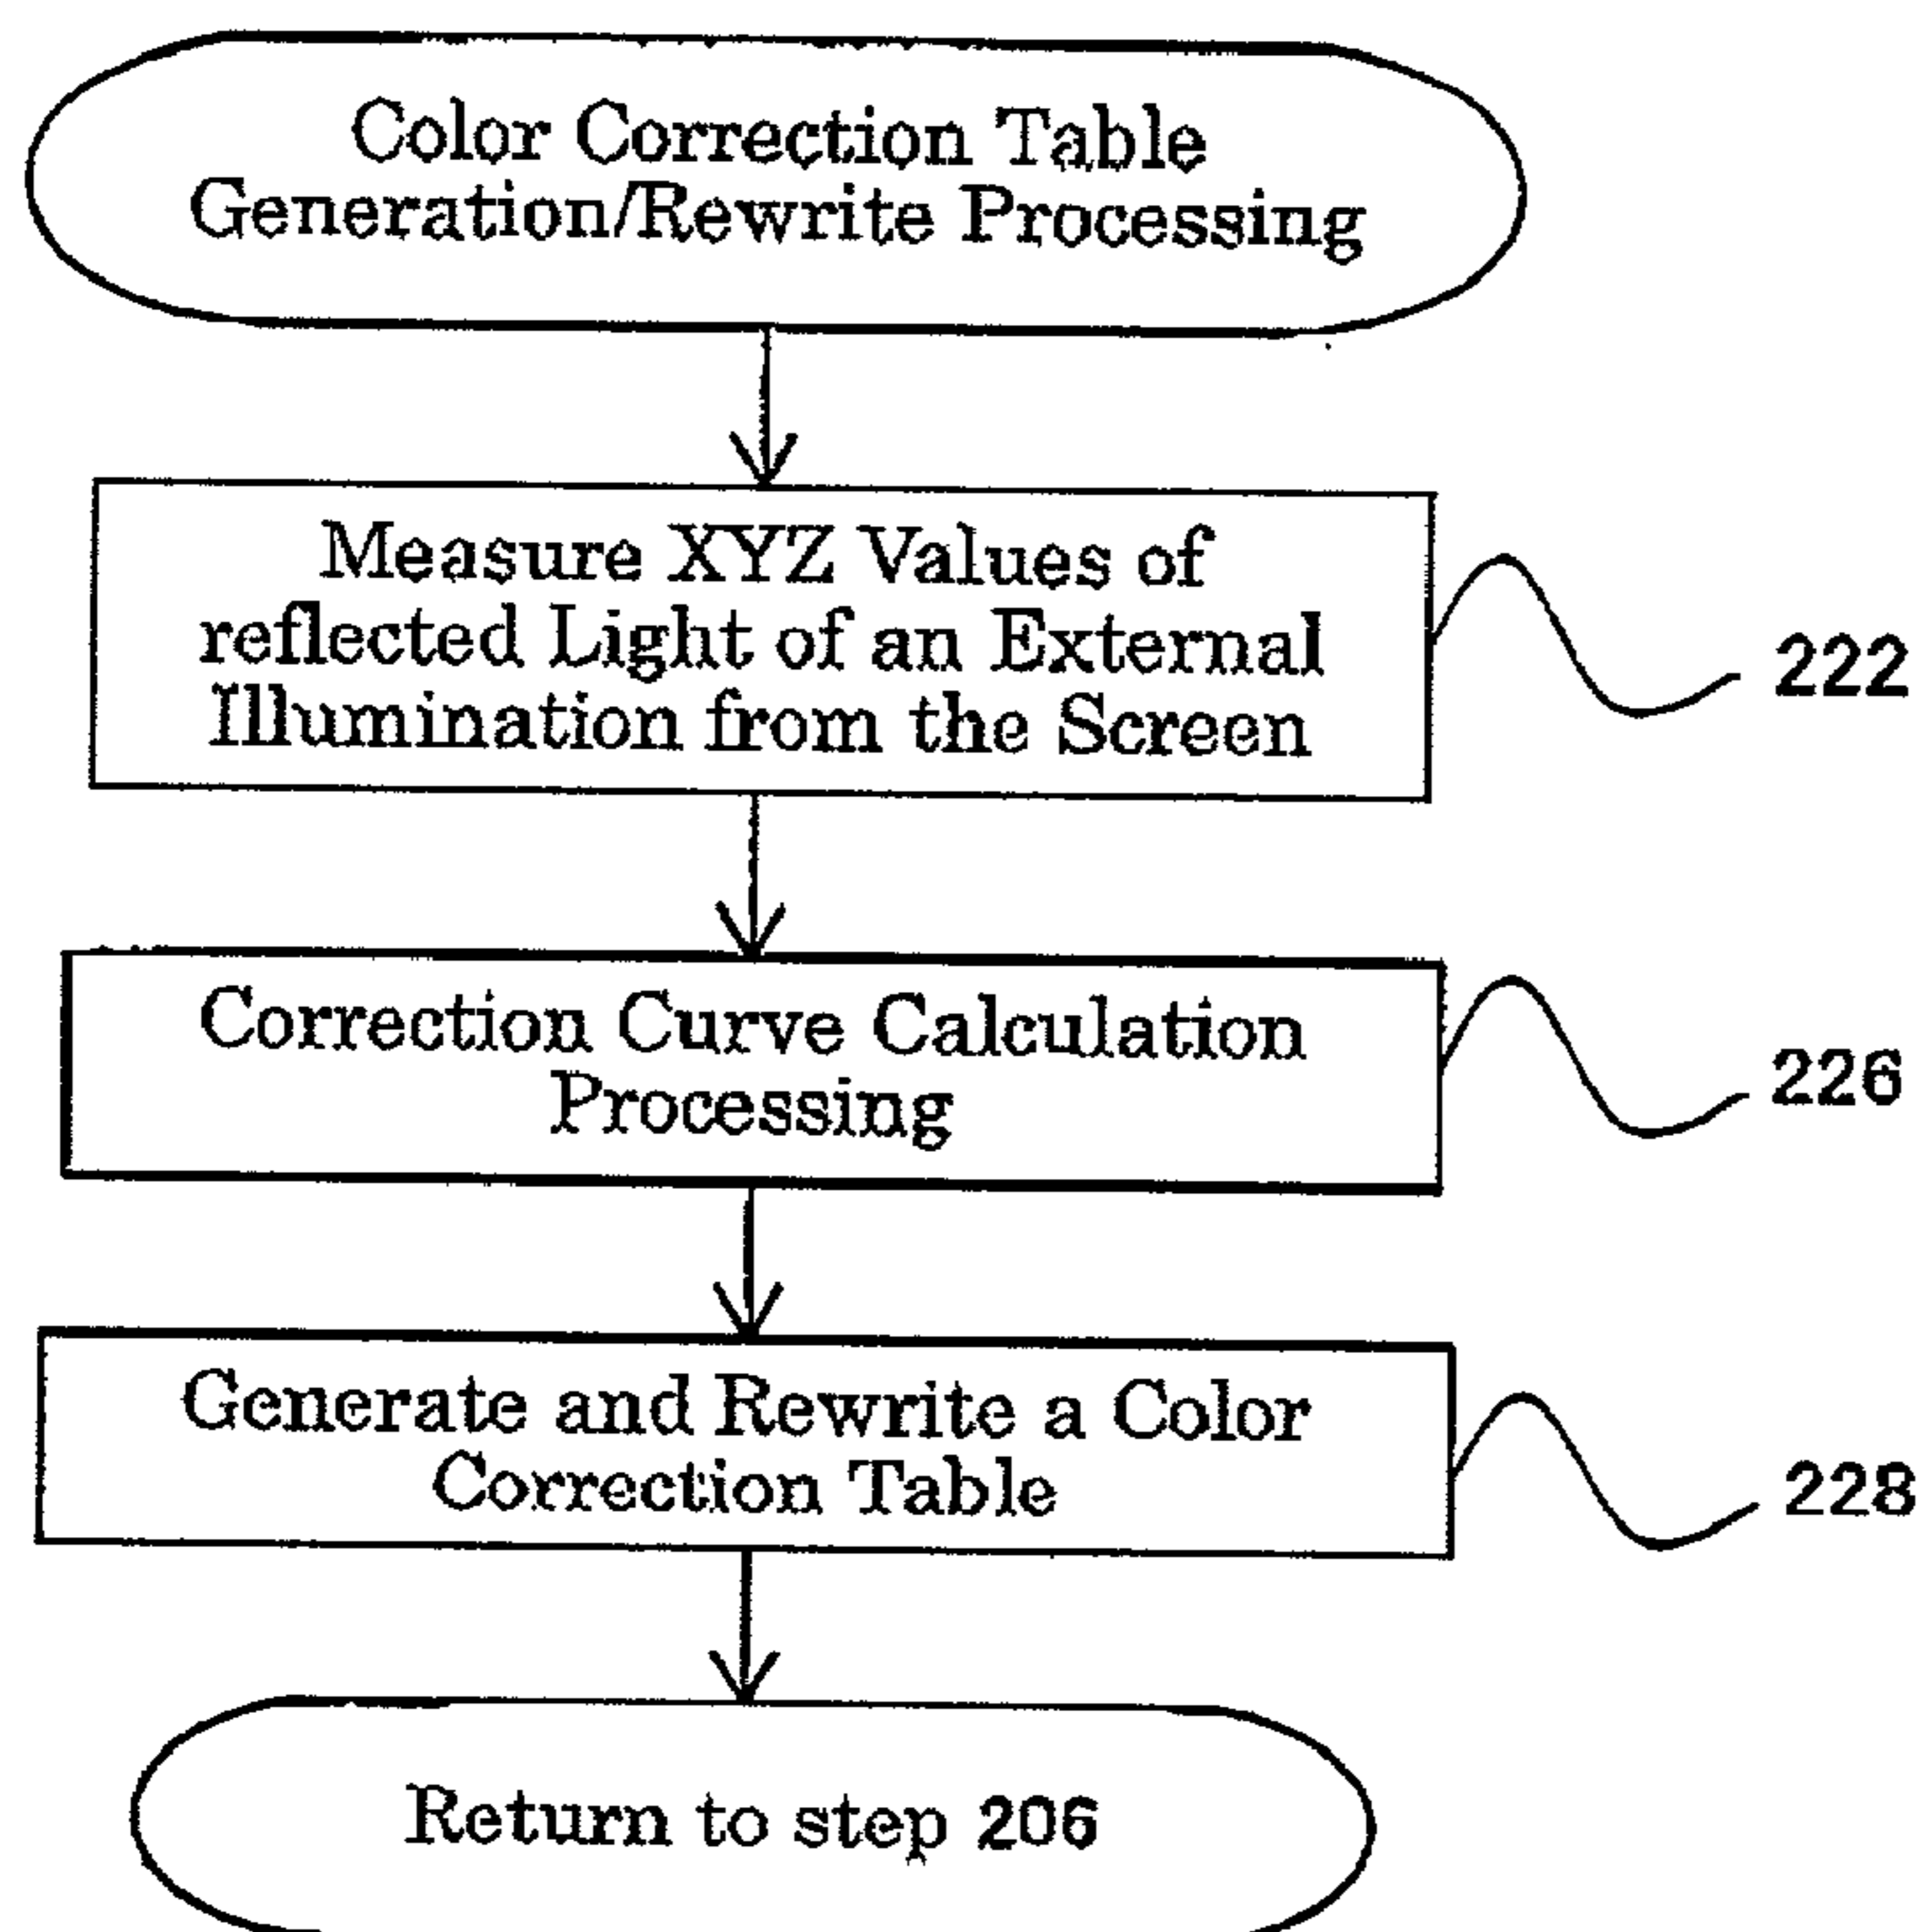 Color Correction Table
Generation/Rewrite Processing
Measure XYZ Values of
reflected Light of an External
Illumination from the Screen
222
Correction Curve Calculation
Processing
226
Generate and Rewrite a Color
Correction Table
228
Return to step 206